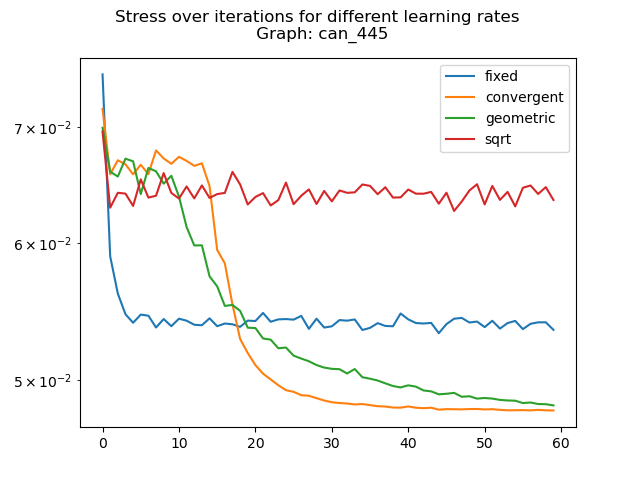 Stress over iterations for different learning rates
Graph: can_445
fixed
convergent
geometric
sqrt
7 × 10⁻²
6 × 10⁻²
5 × 10⁻²
0 10 20 30 40 50 60